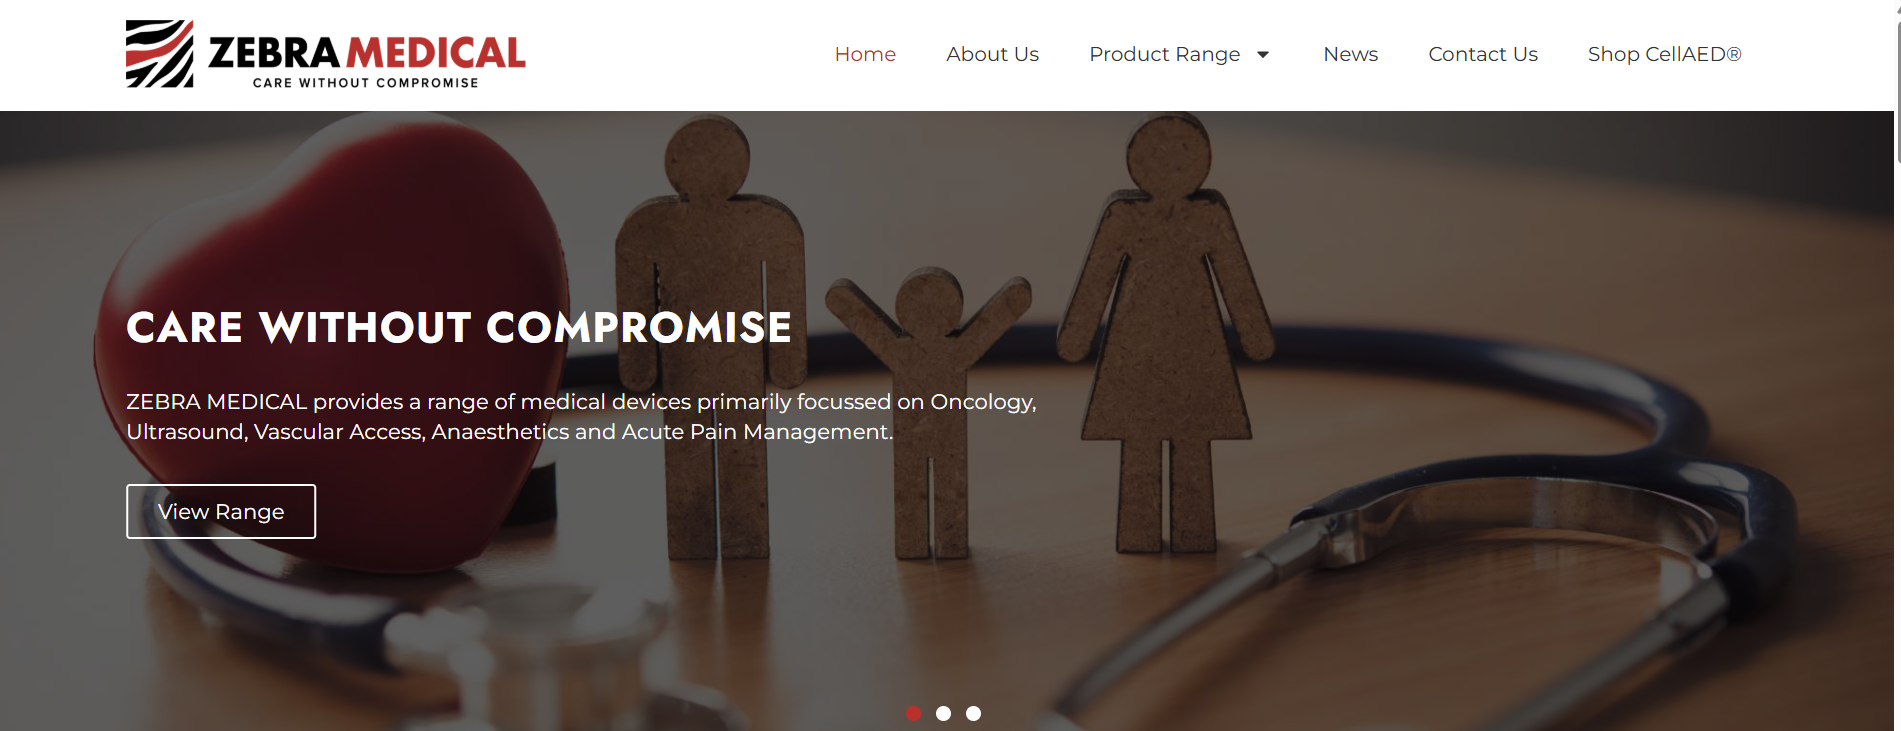 ZEBRA MEDICAL
CARE WITHOUT COMPROMISE
Home About Us Product Range News Contact Us Shop CellAED®
CARE WITHOUT COMPROMISE
ZEBRA MEDICAL provides a range of medical devices primarily focussed on Oncology,
Ultrasound, Vascular Access, Anaesthetics and Acute Pain Management.
View Range